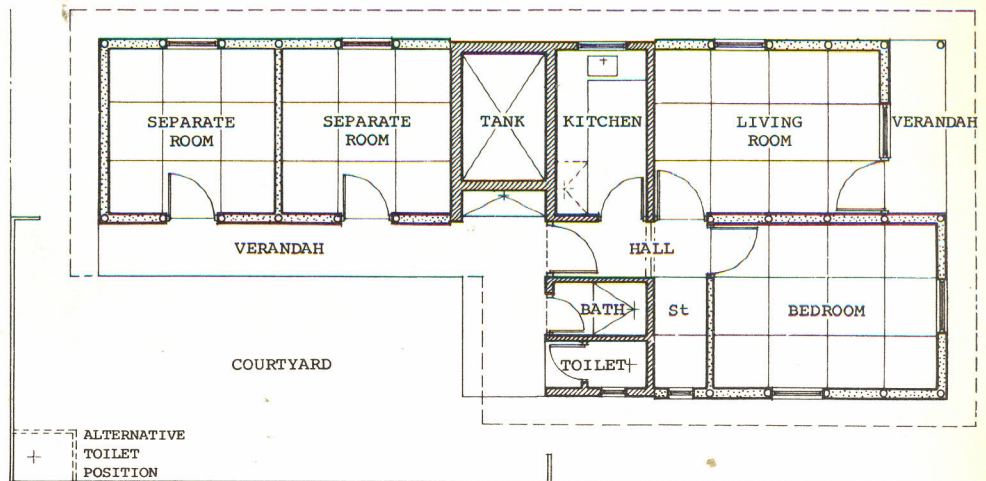 SEPARATE
ROOM
SEPARATE
ROOM
TANK
KITCHEN
LIVING
ROOM
VERANDAH
VERANDAH
HALL
BATH
St
BEDROOM
TOILET
COURTYARD
ALTERNATIVE
TOILET
POSITION